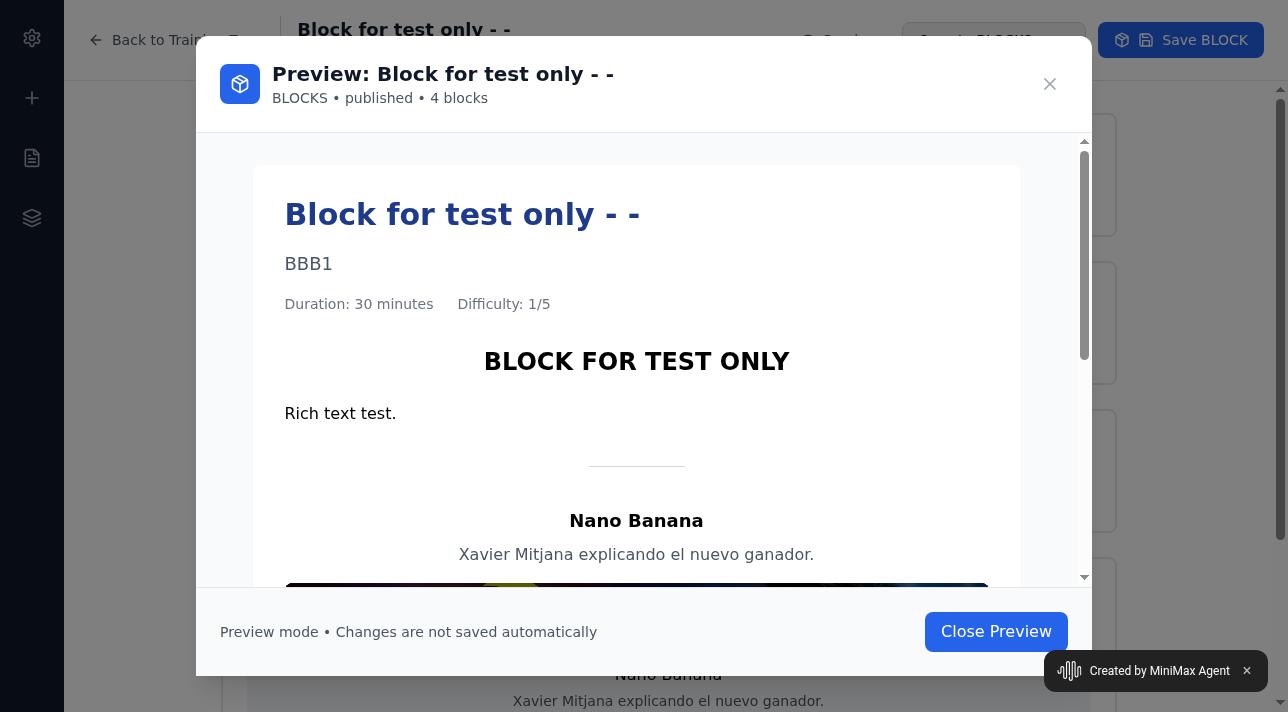 Block for test only - -
Back to
Save BLOCK
Preview: Block for test only - -
BLOCKS • published • 4 blocks
Block for test only - -
BBB1
Duration: 30 minutes
Difficulty: 1/5
BLOCK FOR TEST ONLY
Rich text test.
Nano Banana
Xavier Mitjana explicando el nuevo ganador.
Preview mode • Changes are not saved automatically
Close Preview
Created by MiniMax Agent
Nano Banana
Xavier Mitjana explicando el nuevo ganador.